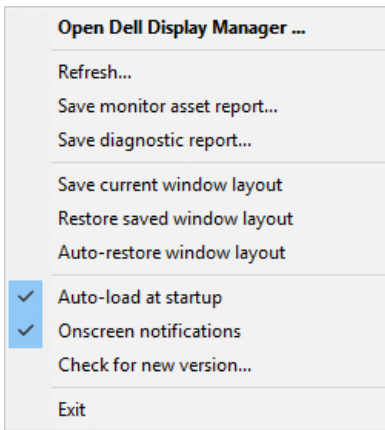 Open Dell Display Manager ...
Refresh...
Save monitor asset report...
Save diagnostic report...
Save current window layout
Restore saved window layout
Auto-restore window layout
Auto-load at startup
Onscreen notifications
Check for new version...
Exit